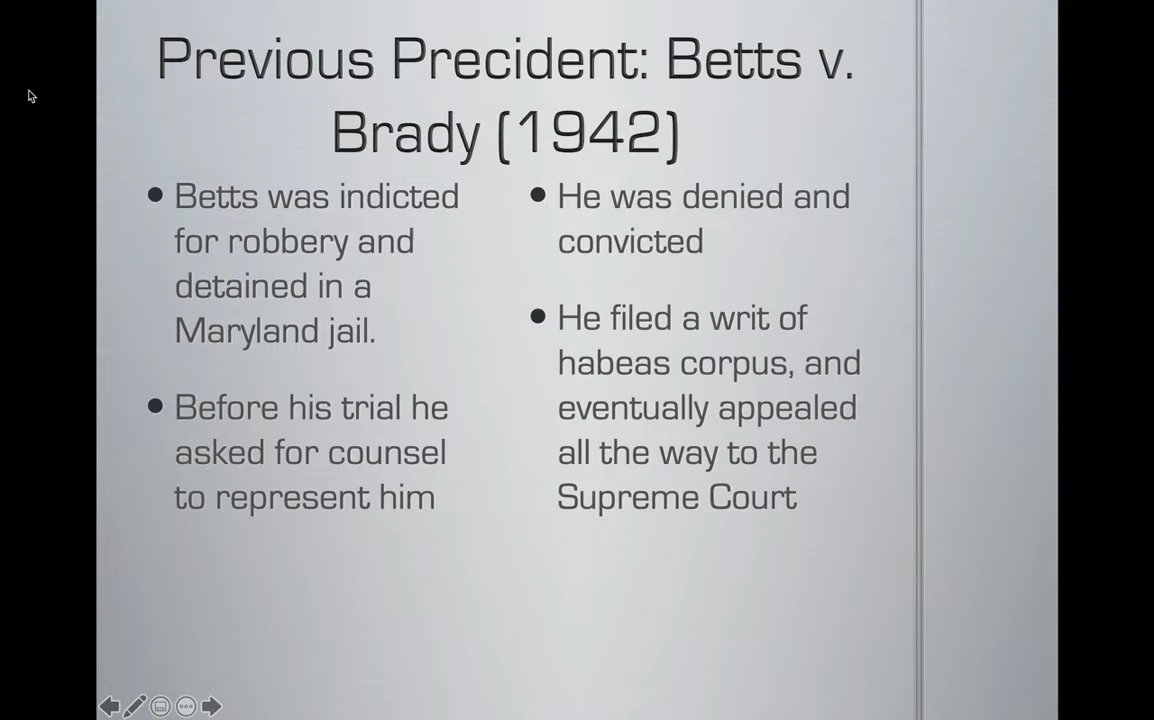 Previous Precident: Betts v.
Brady (1942)
• Betts was indicted
for robbery and
detained in a
Maryland jail.
• Before his trial he
asked for counsel
to represent him
• He was denied and
convicted
• He filed a writ of
habeas corpus, and
eventually appealed
all the way to the
Supreme Court